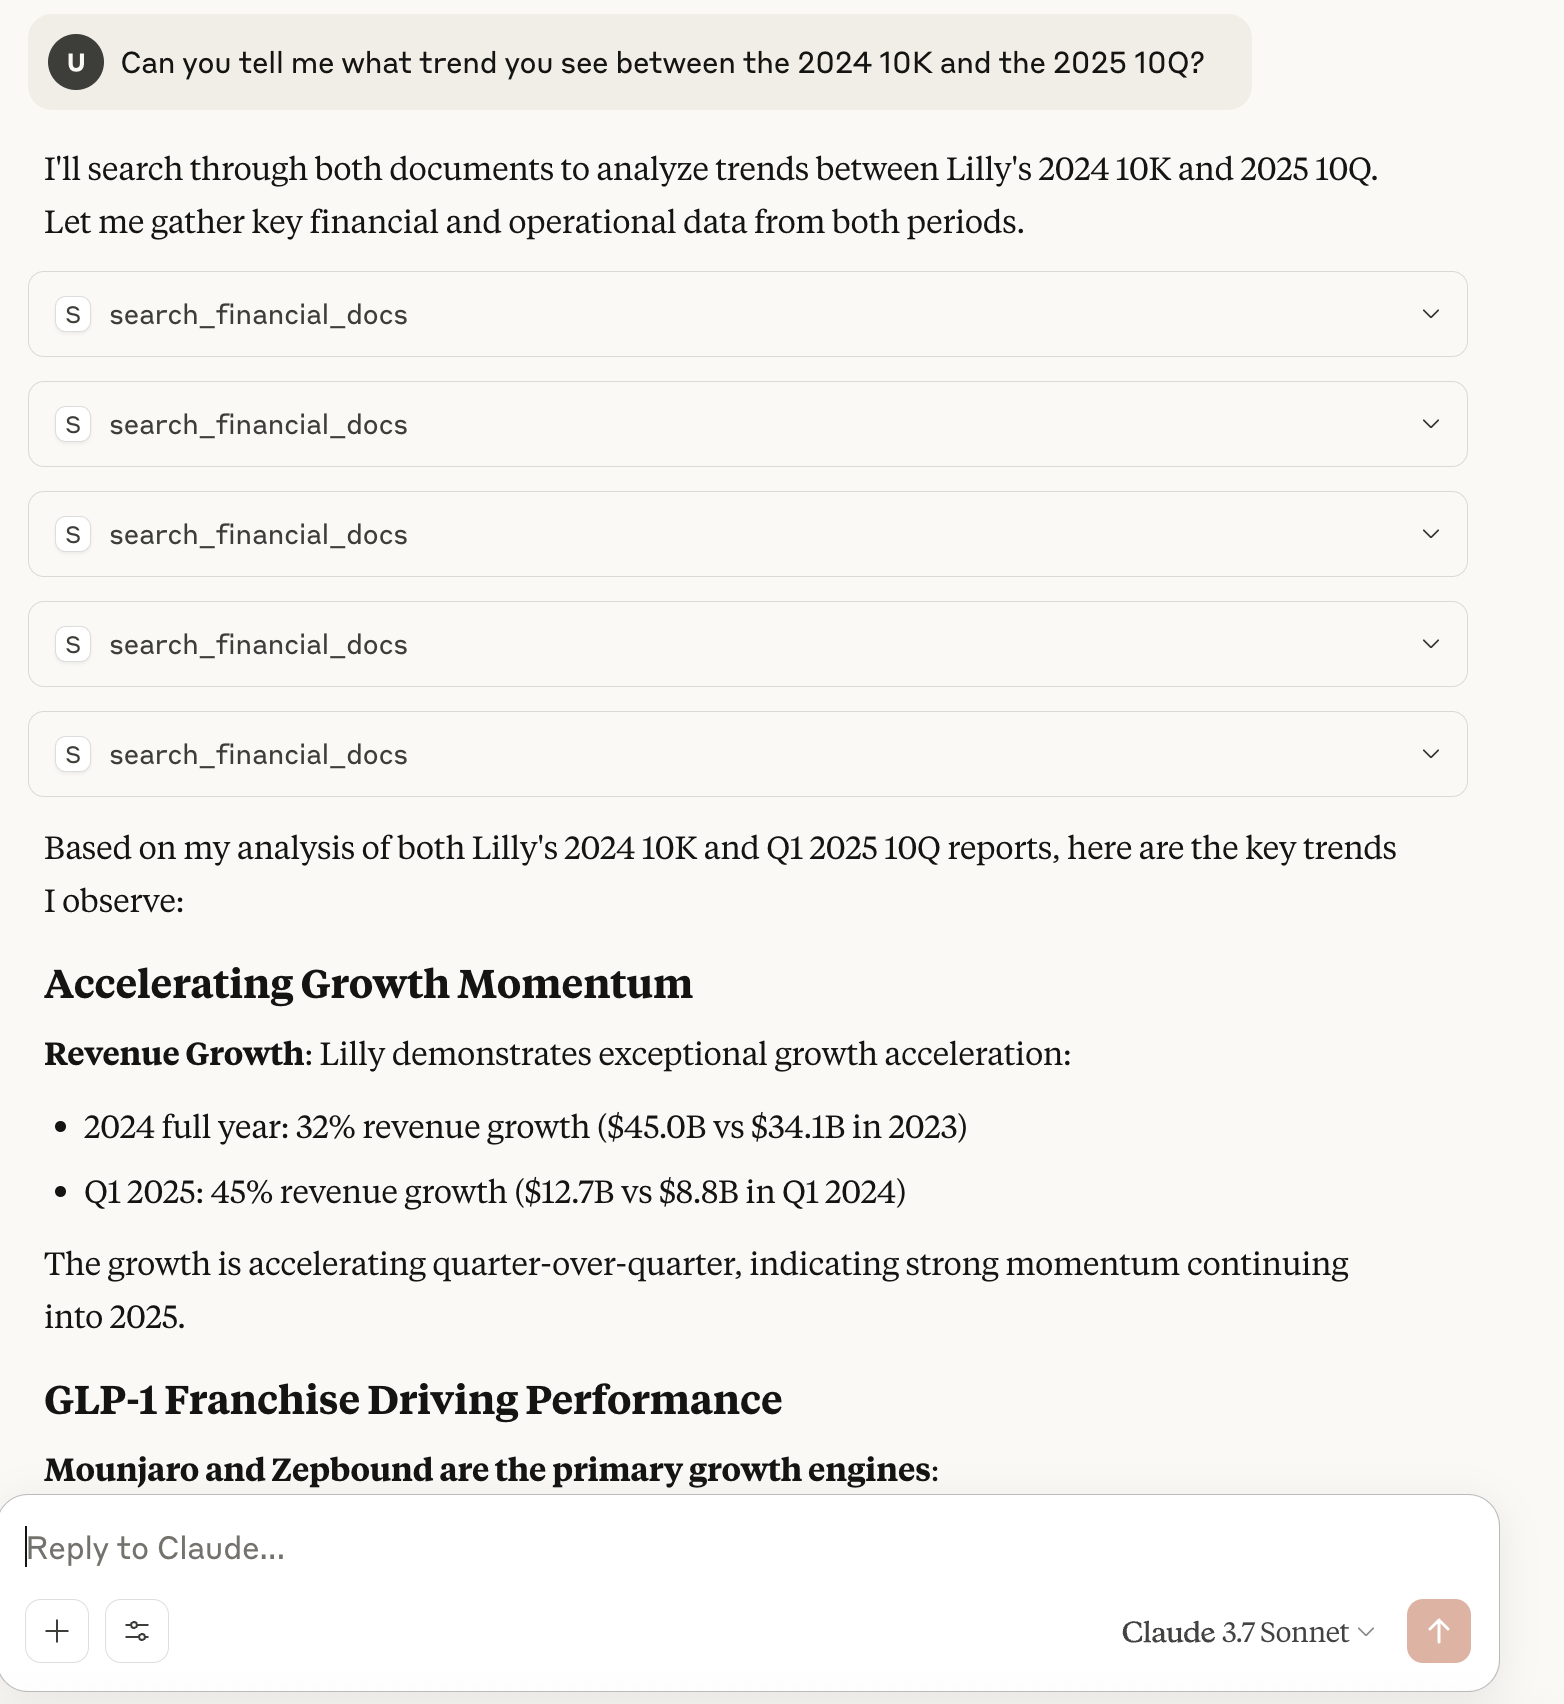 U
Can you tell me what trend you see between the 2024 10K and the 2025 10Q?
I'll search through both documents to analyze trends between Lilly's 2024 10K and 2025 10Q.
Let me gather key financial and operational data from both periods.
S search_financial_docs
S search_financial_docs
S search_financial_docs
S search_financial_docs
S search_financial_docs
Based on my analysis of both Lilly's 2024 10K and Q1 2025 10Q reports, here are the key trends
I observe:
Accelerating Growth Momentum
Revenue Growth: Lilly demonstrates exceptional growth acceleration:
• 2024 full year: 32% revenue growth ($45.0B vs $34.1B in 2023)
• Q1 2025: 45% revenue growth ($12.7B vs $8.8B in Q1 2024)
The growth is accelerating quarter-over-quarter, indicating strong momentum continuing
into 2025.
GLP-1 Franchise Driving Performance
Mounjaro and Zepbound are the primary growth engines:
Reply to Claude...
Claude 3.7 Sonnet